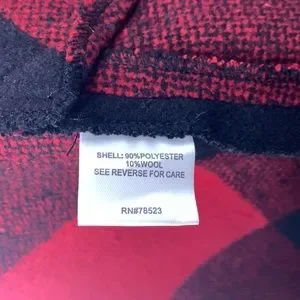 SHELL: 90%POLYESTER
10%WOOL
SEE REVERSE FOR CARE
RN#78523